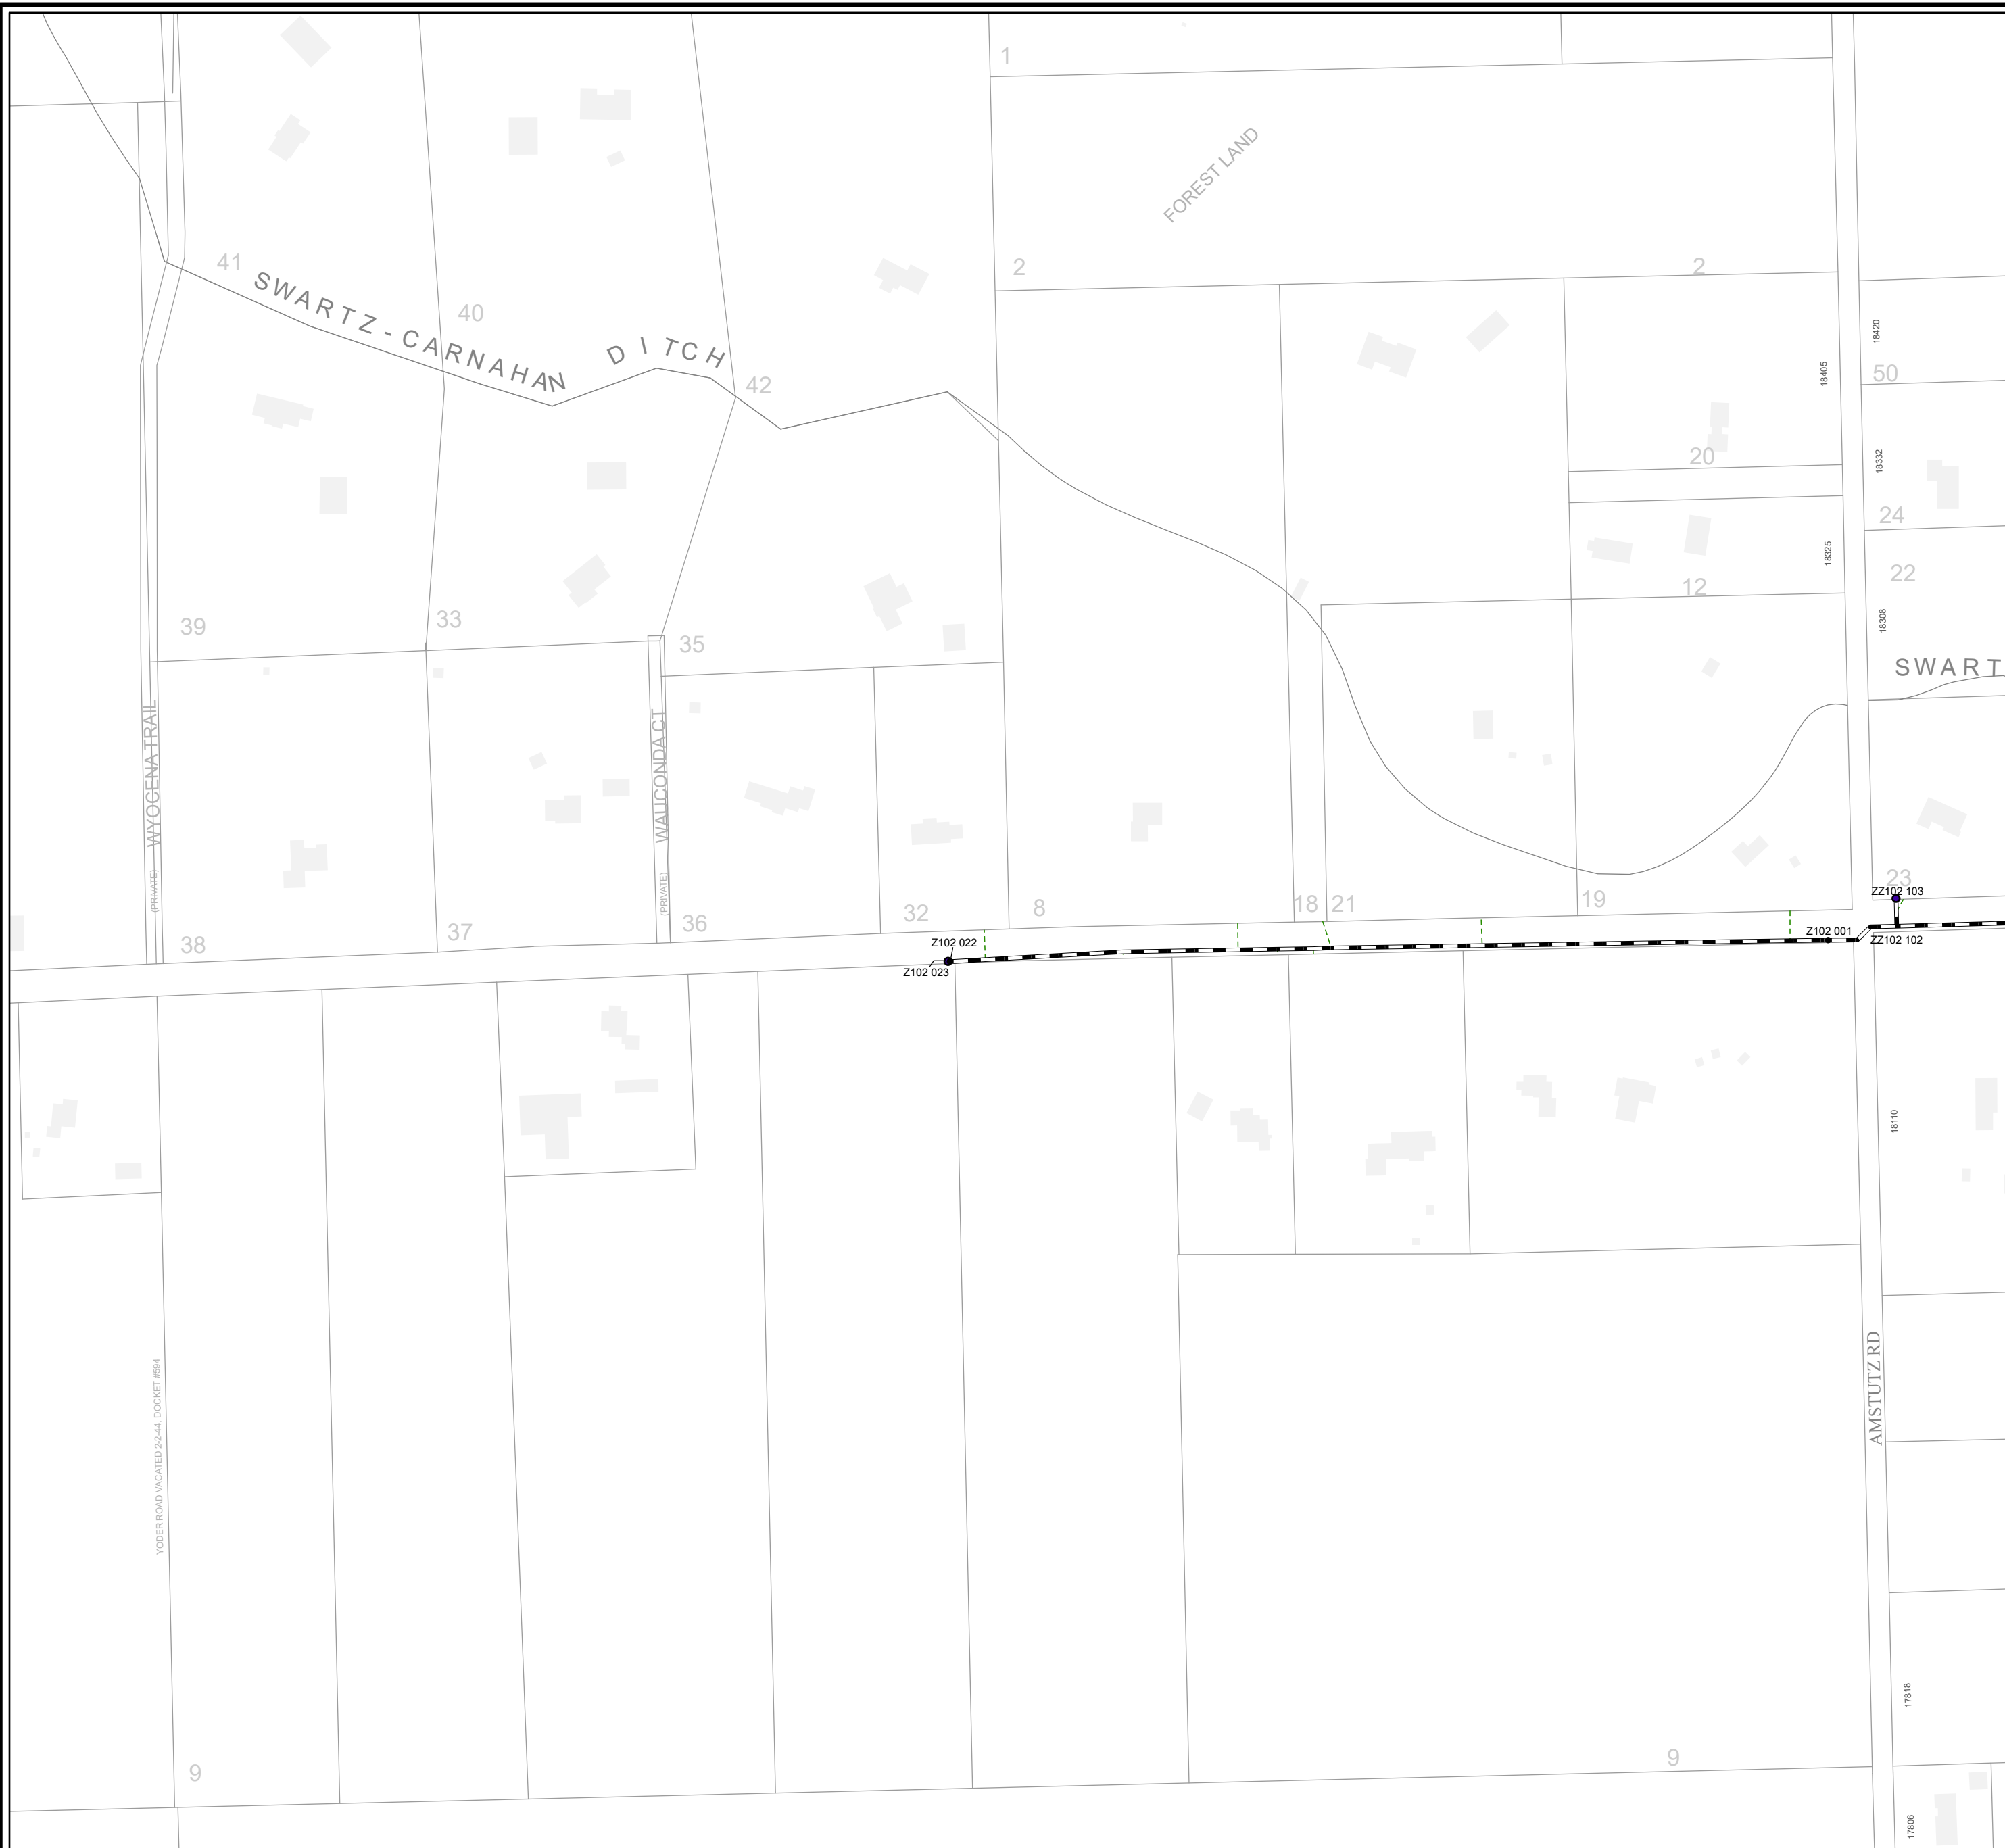 1
FOREST LAND
41
SWARTZ-CARNAHAN DITCH
40
42
2
2
18420
50
18405
18332
20
24
18325
12
22
18308
39
33
35
SWART
WYOCENA TRAIL
(PRIVATE)
WAUCONDA CT
(PRIVATE)
38
37
36
32
8
18
21
19
23
ZZ102 103
Z102 022
Z102 023
Z102 001
ZZ102 102
18110
AMSTUTZ RD
YODER ROAD VACATED 2-2-44, DOCKET #594
17818
9
9
17806